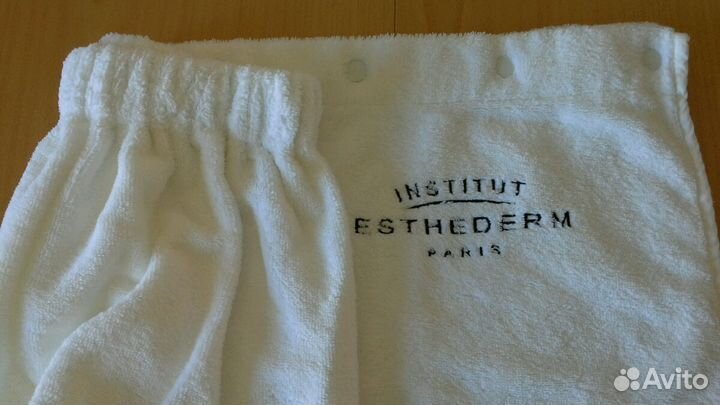 INSTITUT
ESTHEDERM
PARIS
Avito